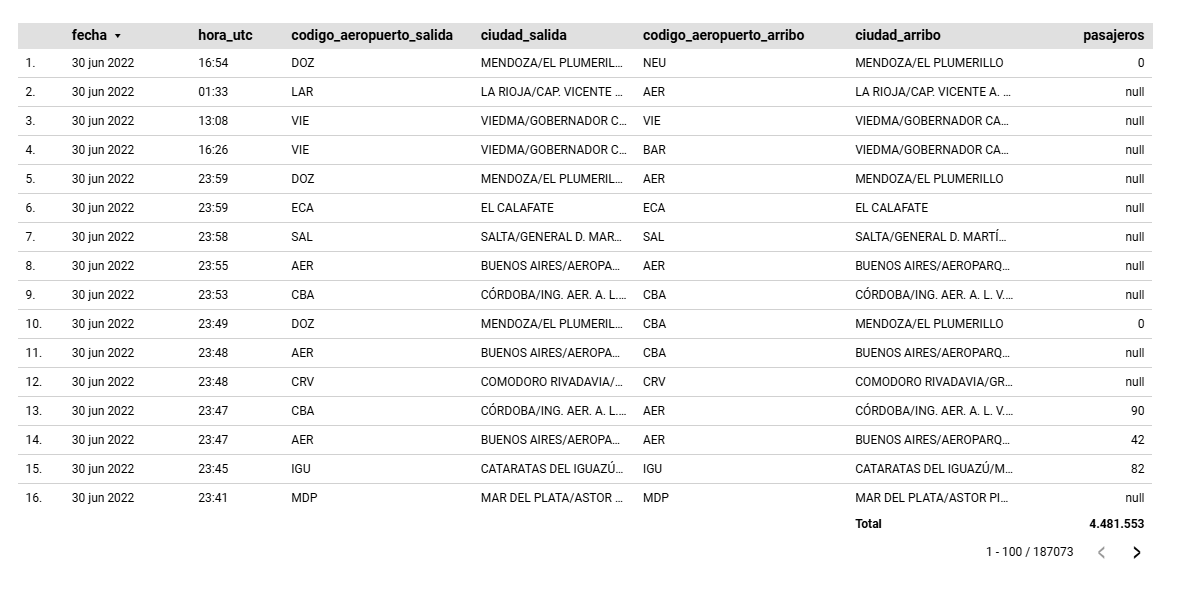 fecha hora_utc codigo_aeropuerto_salida ciudad_salida codigo_aeropuerto_arribo ciudad_arribo pasajeros
1. 30 jun 2022 16:54 DOZ MENDOZA/EL PLUMERIL… NEU MENDOZA/EL PLUMERILLO 0
2. 30 jun 2022 01:33 LAR LA RIOJA/CAP. VICENTE … AER LA RIOJA/CAP. VICENTE A. … null
3. 30 jun 2022 13:08 VIE VIEDMA/GOBERNADOR C… VIE VIEDMA/GOBERNADOR CA… null
4. 30 jun 2022 16:26 VIE VIEDMA/GOBERNADOR C… BAR VIEDMA/GOBERNADOR CA… null
5. 30 jun 2022 23:59 DOZ MENDOZA/EL PLUMERIL… AER MENDOZA/EL PLUMERILLO null
6. 30 jun 2022 23:59 ECA EL CALAFATE ECA EL CALAFATE null
7. 30 jun 2022 23:58 SAL SALTA/GENERAL D. MAR… SAL SALTA/GENERAL D. MARTÍ… null
8. 30 jun 2022 23:55 AER BUENOS AIRES/AEROPA… AER BUENOS AIRES/AEROPARQ… null
9. 30 jun 2022 23:53 CBA CÓRDOBA/ING. AER. A. L.… CBA CÓRDOBA/ING. AER. A. L. V.… null
10. 30 jun 2022 23:49 DOZ MENDOZA/EL PLUMERIL… CBA MENDOZA/EL PLUMERILLO 0
11. 30 jun 2022 23:48 AER BUENOS AIRES/AEROPA… CBA BUENOS AIRES/AEROPARQ… null
12. 30 jun 2022 23:48 CRV COMODORO RIVADAVIA/… CRV COMODORO RIVADAVIA/GR… null
13. 30 jun 2022 23:47 CBA CÓRDOBA/ING. AER. A. L.… AER CÓRDOBA/ING. AER. A. L. V.… 90
14. 30 jun 2022 23:47 AER BUENOS AIRES/AEROPA… AER BUENOS AIRES/AEROPARQ… 42
15. 30 jun 2022 23:45 IGU CATARATAS DEL IGUAZÚ… IGU CATARATAS DEL IGUAZÚ/M… 82
16. 30 jun 2022 23:41 MDP MAR DEL PLATA/ASTOR … MDP MAR DEL PLATA/ASTOR PI… null
Total 4.481.553
1 - 100 / 187073